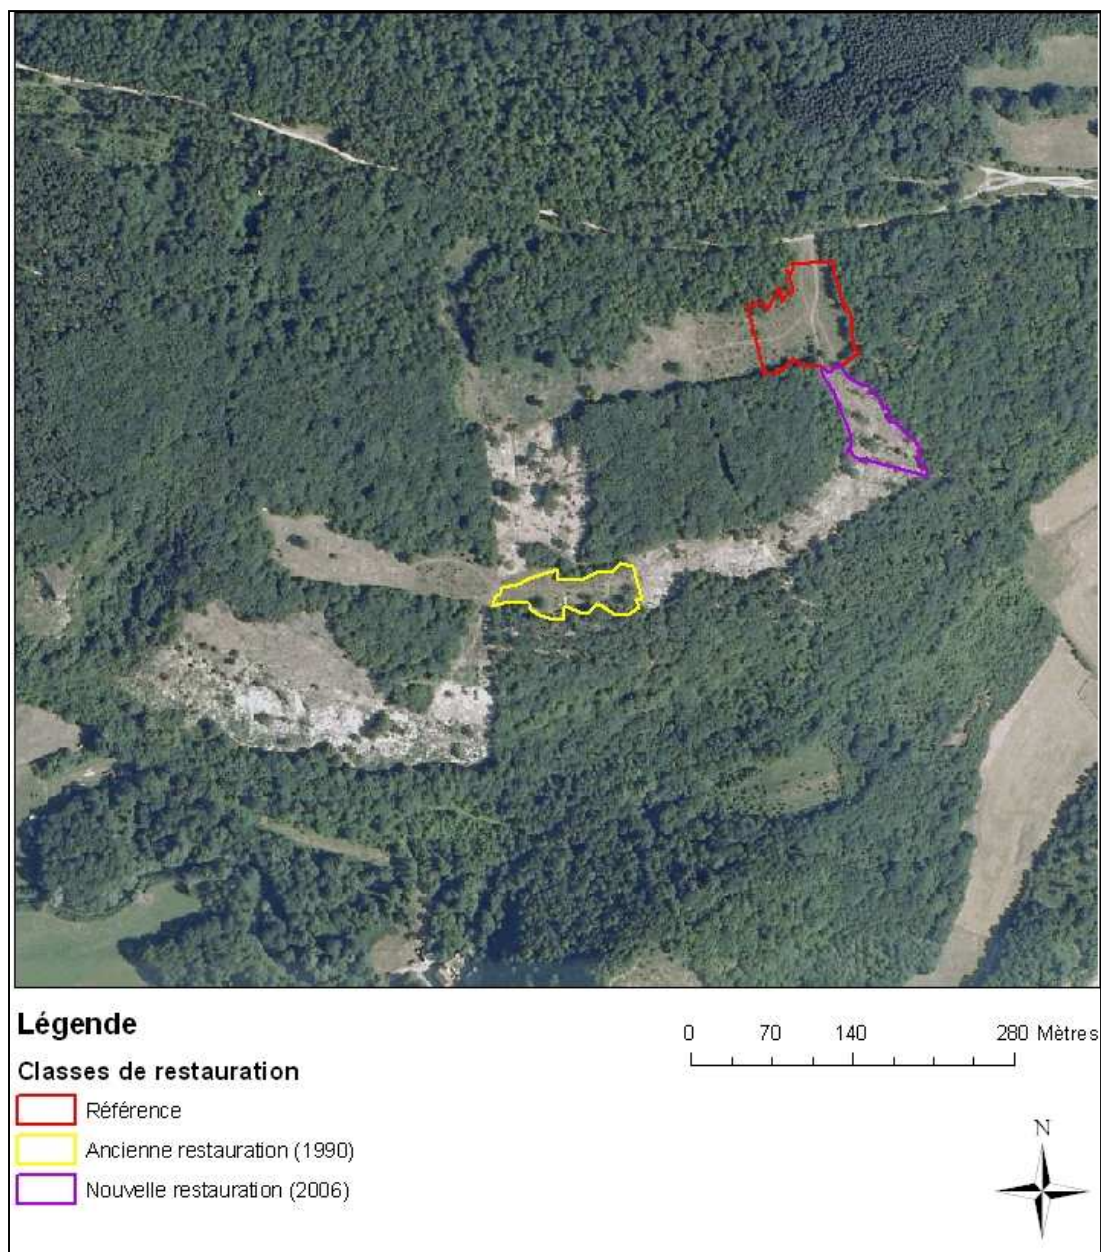 Légende
0 70 140 280 Mètres
Classes de restauration
Référence
Ancienne restauration (1990)
Nouvelle restauration (2006)
N